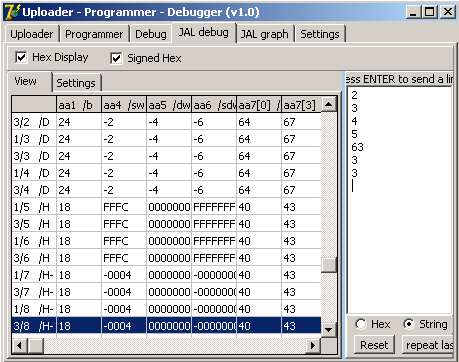 Uploader - Programmer - Debugger (v1.0)
Uploader Programmer Debug JAL debug JAL graph Settings
Hex Display Signed Hex
View Settings
aa1 /b aa4 /sw aa5 /dw aa6 /sdw aa7[0] / aa7[3]
3/2 /D 24 -2 -4 -6 64 67
1/3 /D 24 -2 -4 -6 64 67
3/3 /D 24 -2 -4 -6 64 67
1/4 /D 24 -2 -4 -6 64 67
3/4 /D 24 -2 -4 -6 64 67
1/5 /H 18 FFFC 0000000 FFFFFFF 40 43
3/5 /H 18 FFFC 0000000 FFFFFFF 40 43
1/6 /H 18 FFFC 0000000 FFFFFFF 40 43
3/6 /H 18 FFFC 0000000 FFFFFFF 40 43
1/7 /H- 18 -0004 0000000 -0000000 40 43
3/7 /H- 18 -0004 0000000 -0000000 40 43
1/8 /H- 18 -0004 0000000 -0000000 40 43
3/8 /H- 18 -0004 0000000 -0000000 40 43
ess ENTER to send a lin
2
3
4
5
63
3
3
Hex String
Reset repeat las